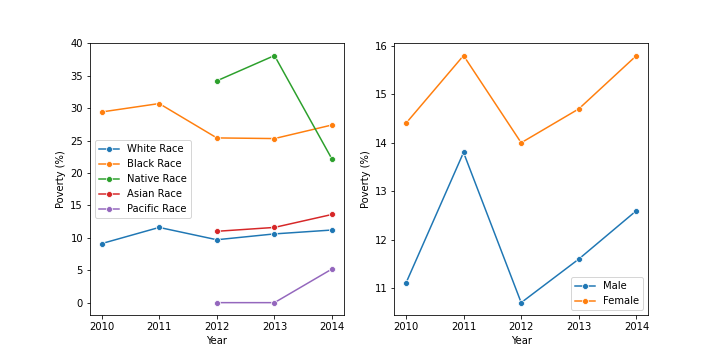 40
35
30
25
20
15
10
5
0
Poverty (%)
White Race
Black Race
Native Race
Asian Race
Pacific Race
2010 2011 2012 2013 2014
Year
16
15
14
13
12
11
Poverty (%)
Male
Female
2010 2011 2012 2013 2014
Year